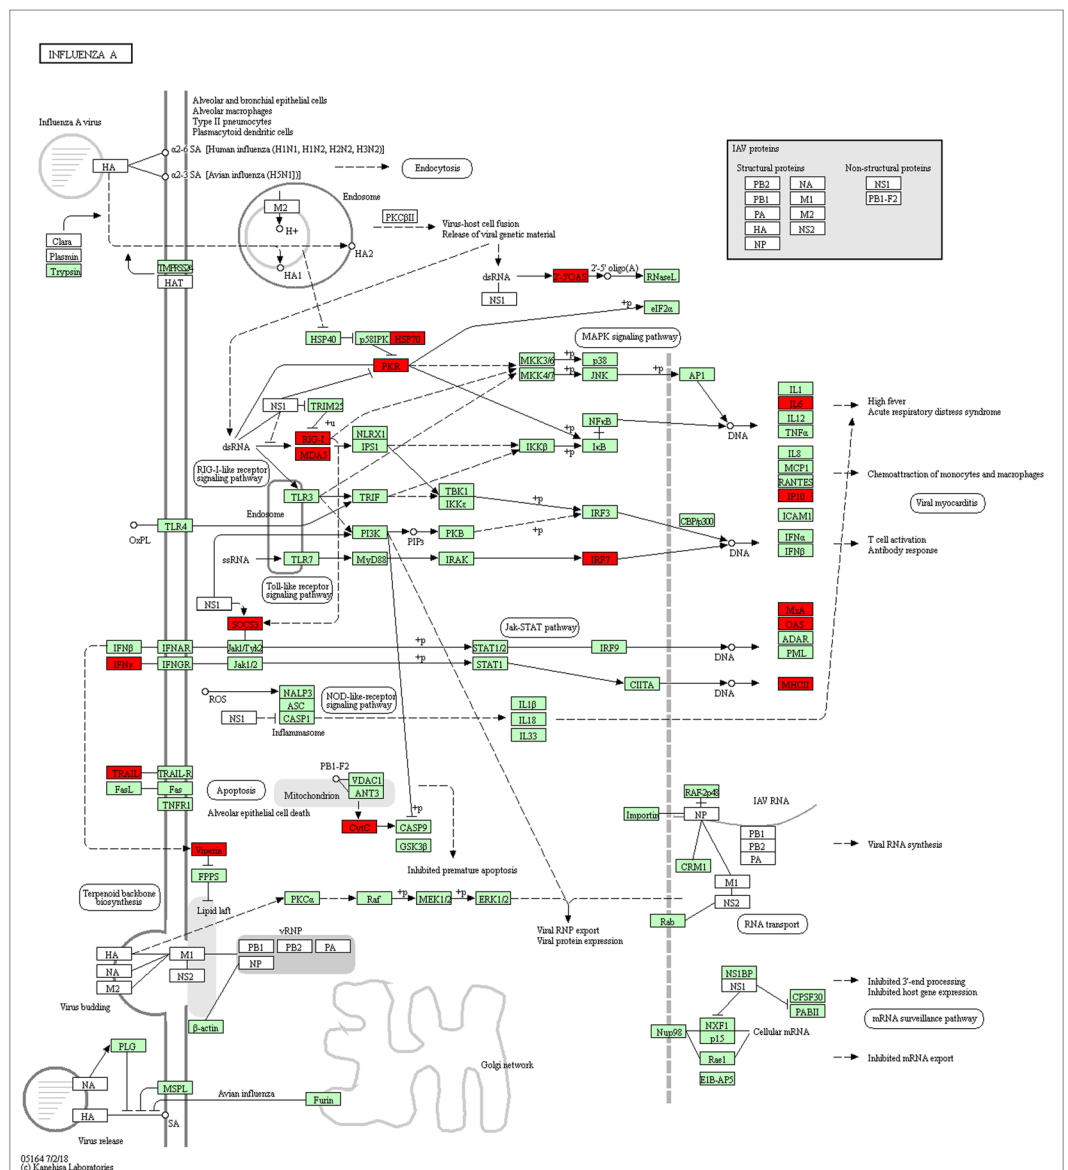 INFLUENZA A
Alveolar and bronchial epithelial cells
Alveolar macrophages
Type II pneumocytes
Plasmacytoid dendritic cells
Influenza A virus
α2-6 SA [Human influenza (H1N1, H1N2, H2N2, H3N2)]
HA
α2-3 SA [Avian influenza (H5N1)]
Endocytosis
IAV proteins
Structural proteins
Non-structural proteins
PB2
NA
NS1
PB1
M1
PB1-F2
PA
M2
HA
NS2
NP
Endosome
M2
H+
HA1
HA2
PKCβII
Virus-host cell fusion
Release of viral genetic material
Clara
Plasmin
Trypsin
TMPRSS2/4
HAT
dsRNA
NS1
2'-5'OAS
2'-5' oligo(A)
RNaseL
+p
eIF2α
HSP40
p58IPK
HSP70
MAPK signaling pathway
PKR
MKK3/6
+p
p38
MKK4/7
+p
JNK
+p
AP1
NS1
TRIM25
+u
dsRNA
RIG-I
MDA5
NLRX1
IPS1
IKKβ
+p
+p
NFκB
IκB
DNA
IL1
IL6
IL12
TNFα
High fever
Acute respiratory distress syndrome
RIG-I-like receptor
signaling pathway
TLR3
TRIF
TBK1
IKKε
+p
IL8
MCP1
RANTES
IP10
Chemoattraction of monocytes and macrophages
Viral myocarditis
Endosome
OxPL
TLR4
PI3K
PIP3
PKB
+p
IRF3
CBP/p300
DNA
ICAM1
IFNα
IFNβ
T cell activation
Antibody response
ssRNA
TLR7
MyD88
IRAK
IRF7
Toll-like receptor
signaling pathway
NS1
SOCS3
Jak-STAT pathway
IFNβ
IFNAR
Jak1/Tyk2
+p
STAT1/2
IRF9
DNA
MxA
OAS
ADAR
PML
IFNγ
IFNGR
Jak1/2
+p
STAT1
CIITA
DNA
MHCII
ROS
NALP3
ASC
CASP1
NS1
Inflammasome
NOD-like-receptor
signaling pathway
IL1β
IL18
IL33
TRAIL
TRAIL-R
FasL
Fas
TNFR1
Apoptosis
Alveolar epithelial cell death
PB1-F2
Mitochondrion
VDAC1
ANT3
+p
CytC
CASP9
GSK3β
Inhibited premature apoptosis
RAF-2p48
Importin
NP
IAV RNA
PB1
PB2
PA
Viral RNA synthesis
CRM1
M1
NS2
Rab
RNA transport
Viperin
FPPS
Terpenoid backbone
biosynthesis
Lipid laft
PKCα
Raf
+p
MEK1/2
+p
ERK1/2
Viral RNP export
Viral protein expression
vRNP
PB1
PB2
PA
NP
HA
NA
M2
M1
NS2
Virus budding
β-actin
NS1BP
NS1
CPSF30
PABII
Inhibited 3'-end processing
Inhibited host gene expression
mRNA surveillance pathway
Nup98
NXF1
p15
Cellular mRNA
Rae1
E1B-AP5
Inhibited mRNA export
Golgi network
PLG
NA
MSPL
HA
SA
Avian influenza
Furin
Virus release
05164 7/2/18
(c) Kanehisa Laboratories